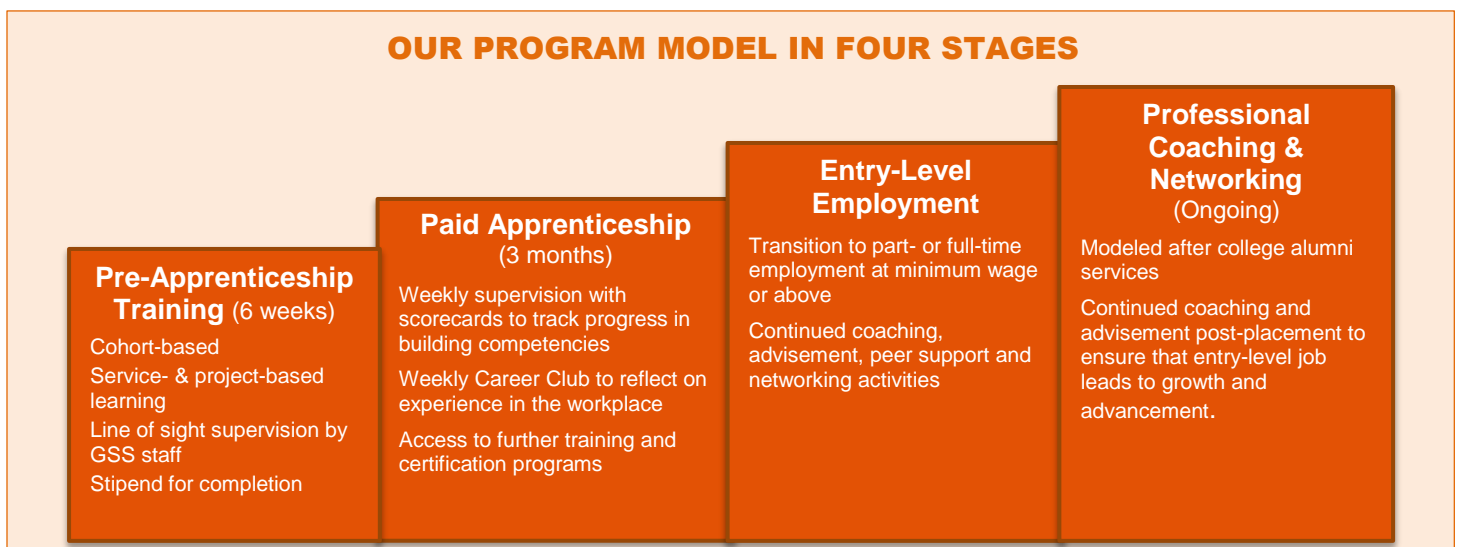 OUR PROGRAM MODEL IN FOUR STAGES
Pre-Apprenticeship
Training (6 weeks)
Cohort-based
Service- & project-based
learning
Line of sight supervision by
GSS staff
Stipend for completion
Paid Apprenticeship
(3 months)
Weekly supervision with
scorecards to track progress in
building competencies
Weekly Career Club to reflect on
experience in the workplace
Access to further training and
certification programs
Entry-Level
Employment
Transition to part- or full-time
employment at minimum wage
or above
Continued coaching,
advisement, peer support and
networking activities
Professional
Coaching &
Networking
(Ongoing)
Modeled after college alumni
services
Continued coaching and
advisement post-placement to
ensure that entry-level job
leads to growth and
advancement.